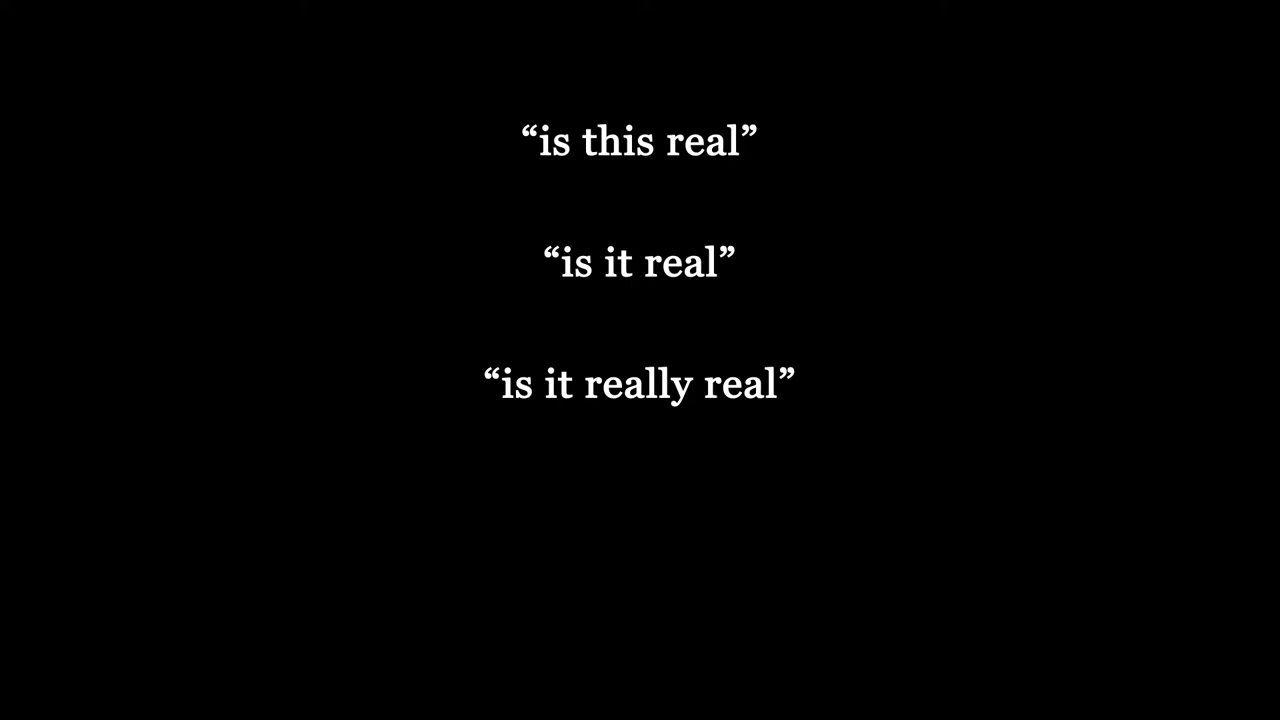 “is this real”
“is it real”
“is it really real”